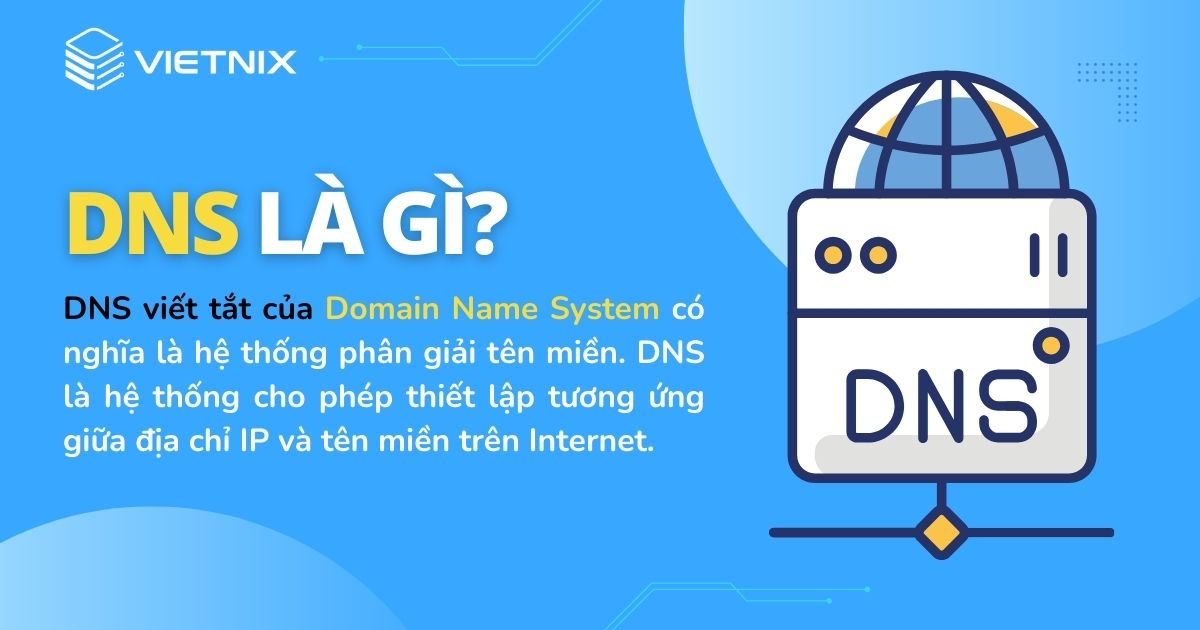 VIETNIX
DNS LÀ GÌ?
DNS viết tắt của Domain Name System có
nghĩa là hệ thống phân giải tên miền. DNS
là hệ thống cho phép thiết lập tương ứng
giữa địa chỉ IP và tên miền trên Internet.
DNS